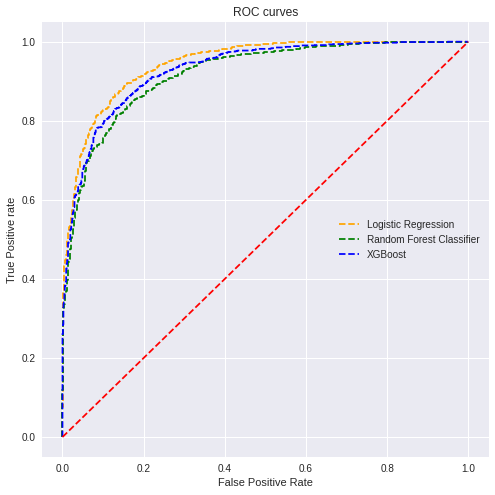 ROC curves
1.0
0.8
0.6
0.4
0.2
0.0
True Positive rate
Logistic Regression
Random Forest Classifier
XGBoost
0.0 0.2 0.4 0.6 0.8 1.0
False Positive Rate